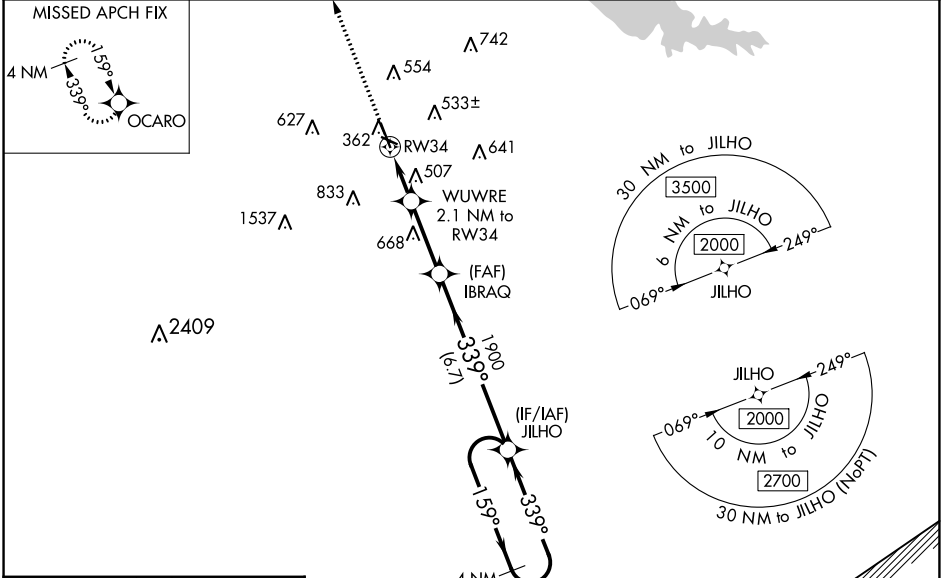 MISSED APCH FIX
4 NM
159°
339°
OCARO
742
554
533±
627
362
RW34
641
507
833
WUWRE
2.1 NM to
RW34
1537
668
(FAF)
IBRAQ
2409
1900
339°
(6.7)
(IF/IAF)
JILHO
159°
339°
4 NM
30 NM to JILHO
3500
6 NM to JILHO
2000
249°
069°
JILHO
JILHO
249°
069°
2000
10 NM to JILHO
2700
30 NM to JILHO (NoPT)